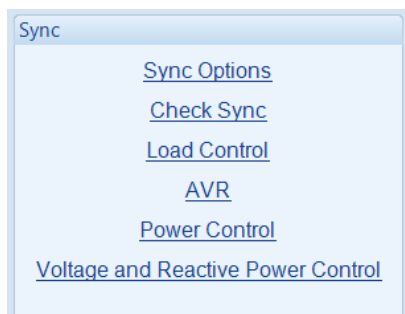 Sync
Sync Options
Check Sync
Load Control
AVR
Power Control
Voltage and Reactive Power Control